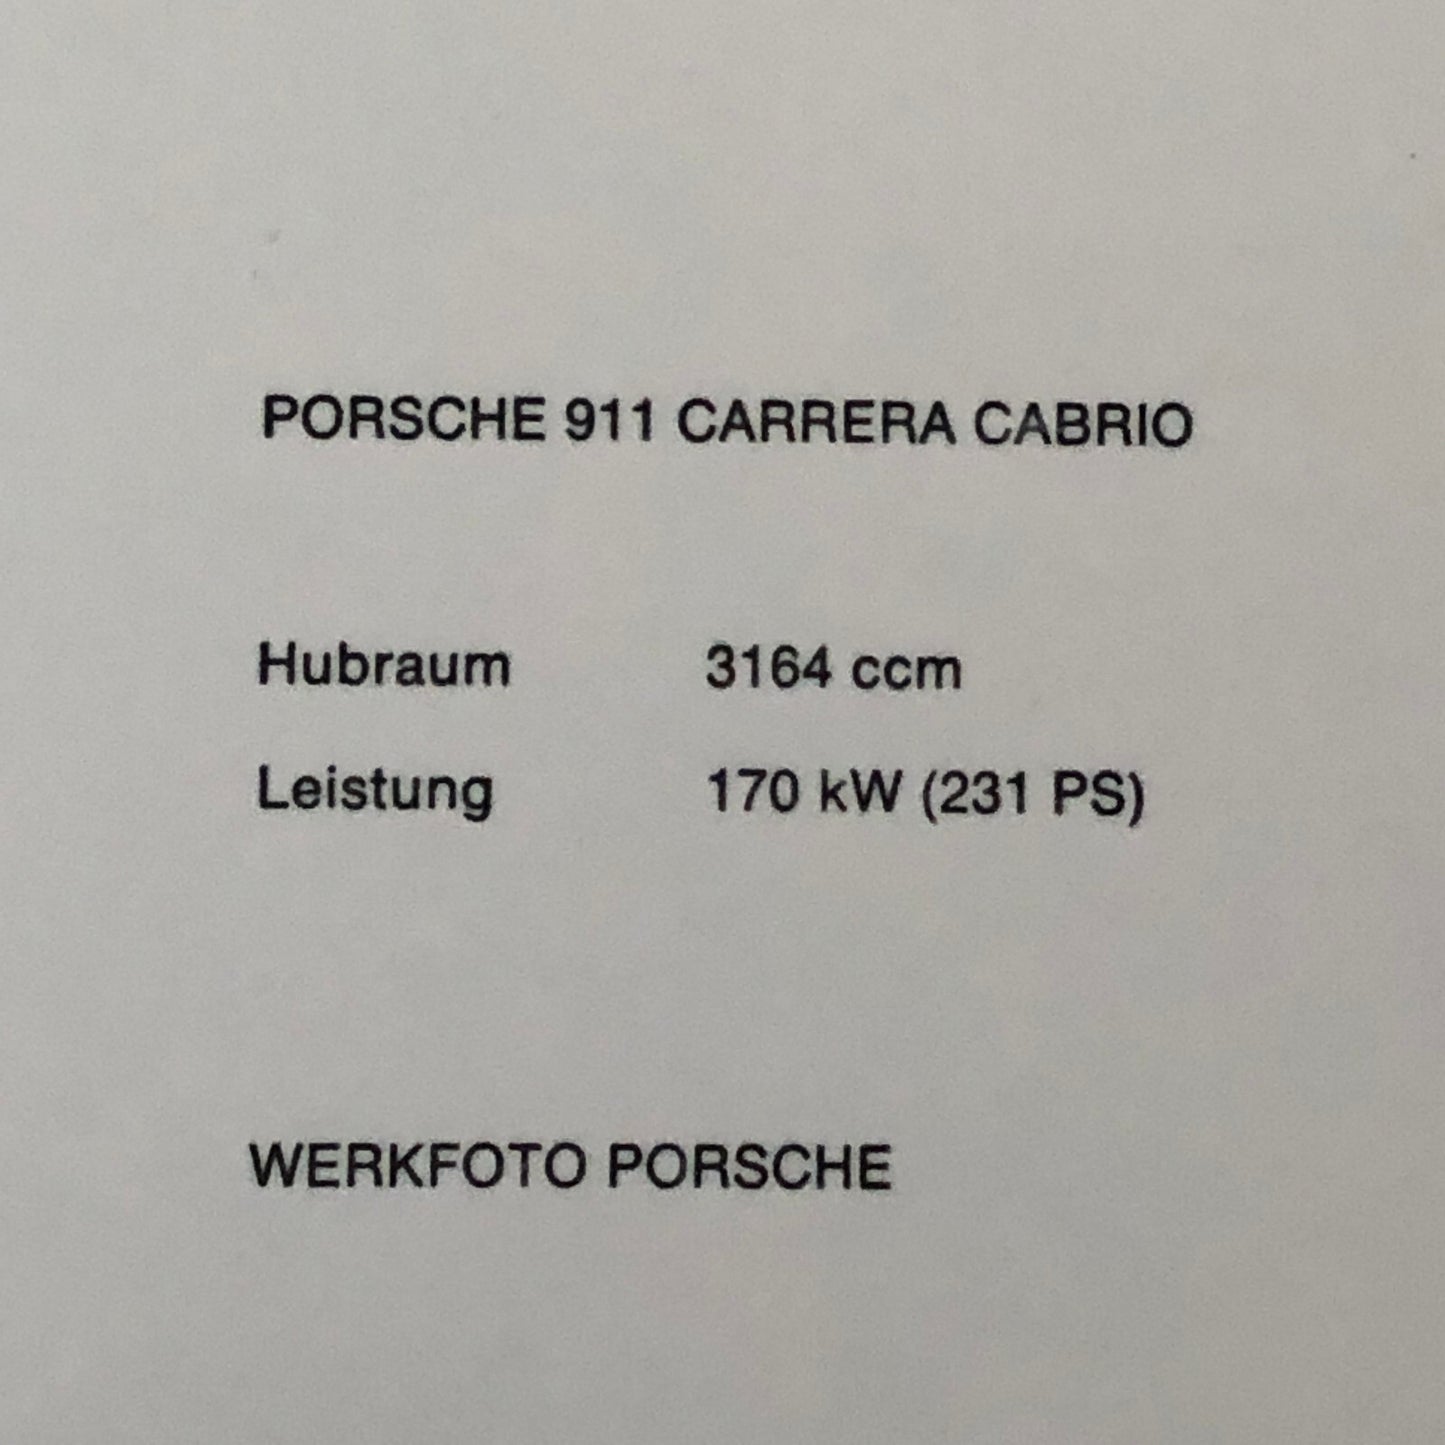 PORSCHE 911 CARRERA CABRIO
Hubraum 3164 ccm
Leistung 170 kW (231 PS)
WERKFOTO PORSCHE